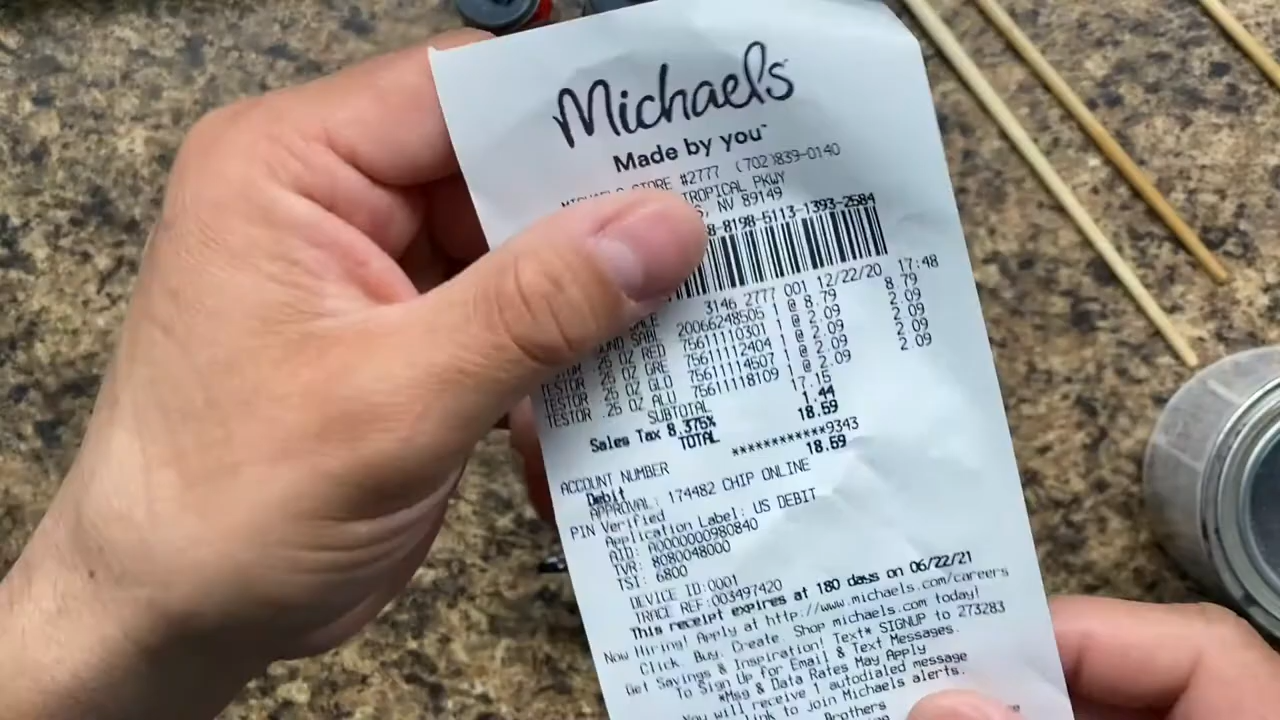 Michaels
Made by you™
STORE #2777 (702)839-0140
TROPICAL PKWY
NV 89149
8-8198-5113-1393-2584
3146 2777 001 12/22/20 17:48
SABL 20066248505 1 @ 8.79 8.79
.25 OZ RED 75611110301 1 @ 2.09 2.09
TESTOR .25 OZ GRE 75611112404 1 @ 2.09 2.09
TESTOR .25 OZ GLO 75611114507 1 @ 2.09 2.09
TESTOR .25 OZ ALU 75611118109 1 @ 2.09 2.09
SUBTOTAL 17.15
Sales Tax 8.375% 1.44
TOTAL 18.59
ACCOUNT NUMBER ***********9343
Debit 18.59
APPROVAL: 174482 CHIP ONLINE
PIN Verified
Application Label: US DEBIT
AID: A0000000980840
TVR: 8080048000
TSI: 6800
DEVICE ID:0001
TRACE REF:003497420
This receipt expires at 180 days on 06/22/21
Now Hiring! Apply at http://www.michaels.com/careers
Click. Buy. Create. Shop michaels.com today!
Get Savings & Inspiration! Text* SIGNUP to 273283
To Sign Up for Email & Text Messages.
*Msg & Data Rates May Apply
You will receive 1 autodialed message
link to join Michaels alerts.
Brothers